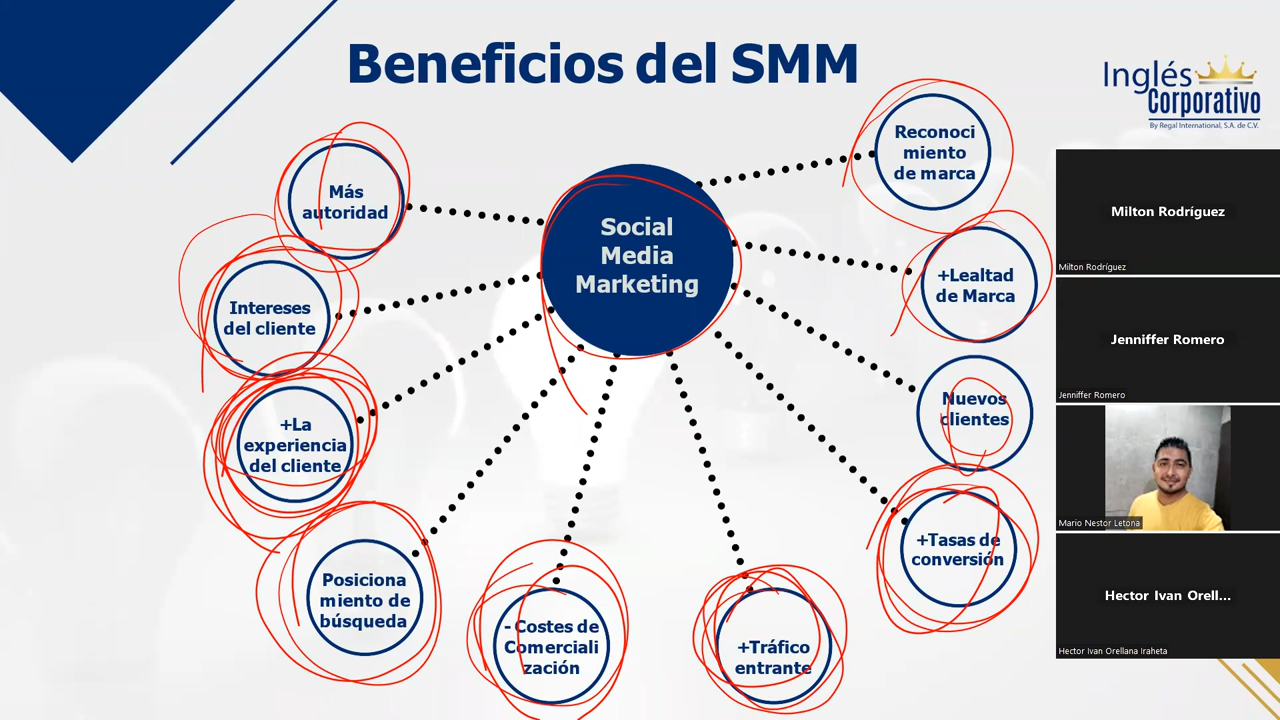 Beneficios del SMM
Inglés
Corporativo
By Regal International, S.A. de C.V.
Social
Media
Marketing
Más
autoridad
Intereses
del cliente
+La
experiencia
del cliente
Posiciona
miento de
búsqueda
- Costes de
Comerciali
zación
+Tráfico
entrante
+Tasas de
conversión
Nuevos
clientes
+Lealtad
de Marca
Reconoci
miento
de marca
Milton Rodríguez
Milton Rodríguez
Jenniffer Romero
Jenniffer Romero
Mario Nestor Letona
Hector Ivan Orell...
Hector Ivan Orellana Iraheta